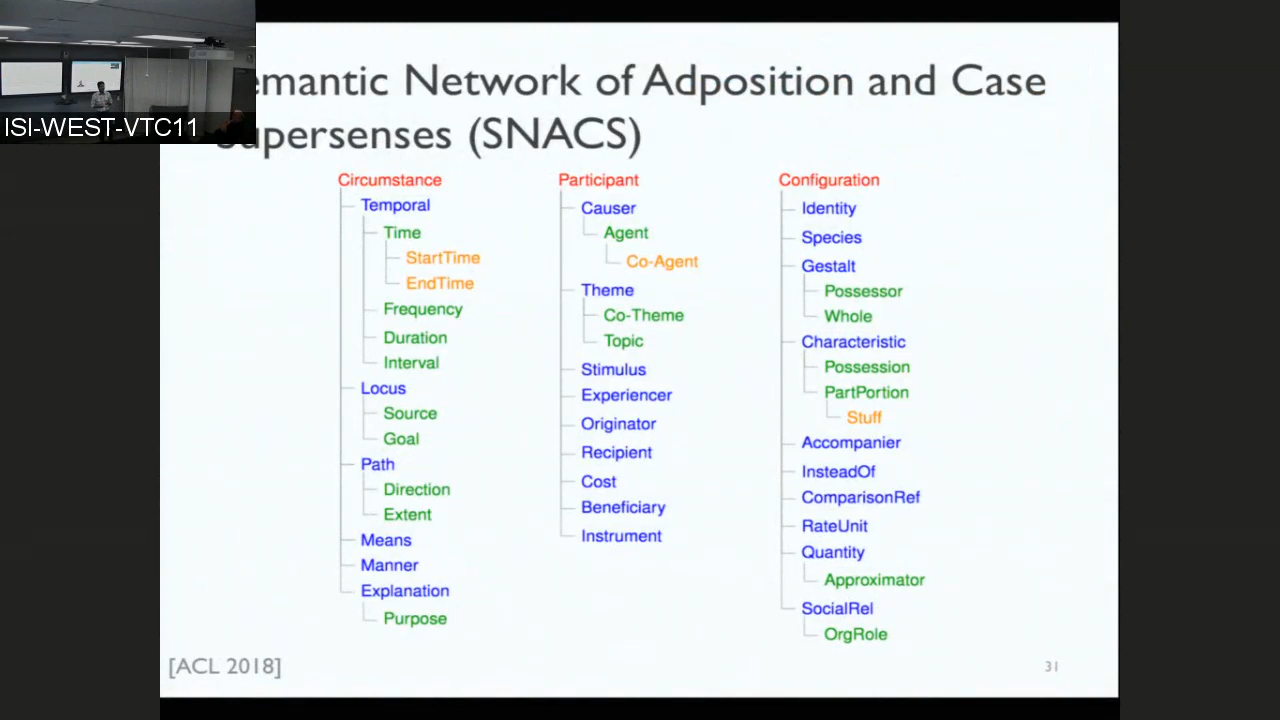 ISI-WEST-VTC11
emantic Network of Adposition and Case
Supersenses (SNACS)
Circumstance
Temporal
Time
StartTime
EndTime
Frequency
Duration
Interval
Locus
Source
Goal
Path
Direction
Extent
Means
Manner
Explanation
Purpose
Participant
Causer
Agent
Co-Agent
Theme
Co-Theme
Topic
Stimulus
Experiencer
Originator
Recipient
Cost
Beneficiary
Instrument
Configuration
Identity
Species
Gestalt
Possessor
Whole
Characteristic
Possession
PartPortion
Stuff
Accompanier
InsteadOf
ComparisonRef
RateUnit
Quantity
Approximator
SocialRel
OrgRole
[ACL 2018]
31